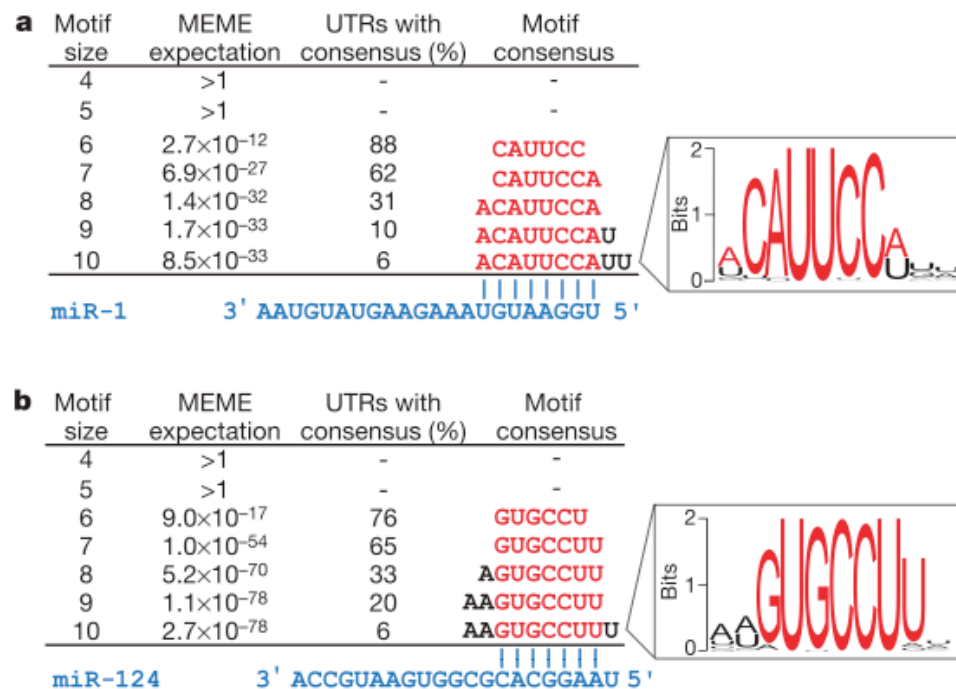 a Motif size MEME expectation UTRs with consensus (%) Motif consensus
4 >1 - -
5 >1 - -
6 2.7×10⁻¹² 88 CAUUCC
7 6.9×10⁻²⁷ 62 CAUUCCA
8 1.4×10⁻³² 31 ACAUUCCA
9 1.7×10⁻³³ 10 ACAUUCCAU
10 8.5×10⁻³³ 6 ACAUUCCAUU
miR-1 3' AAUGUAUGAAGAAAUGUAAGGU 5'
2
Bits
1
0
ACAUUCCA
U
b Motif size MEME expectation UTRs with consensus (%) Motif consensus
4 >1 - -
5 >1 - -
6 9.0×10⁻¹⁷ 76 GUGCCU
7 1.0×10⁻⁵⁴ 65 GUGCCUU
8 5.2×10⁻⁷⁰ 33 AGUGCCUU
9 1.1×10⁻⁷⁸ 20 AAGUGCCUU
10 2.7×10⁻⁷⁸ 6 AAGUGCCUUU
miR-124 3' ACCGUAAGUGGCGCACGGAAU 5'
2
Bits
1
0
AAGUGCCUU
U